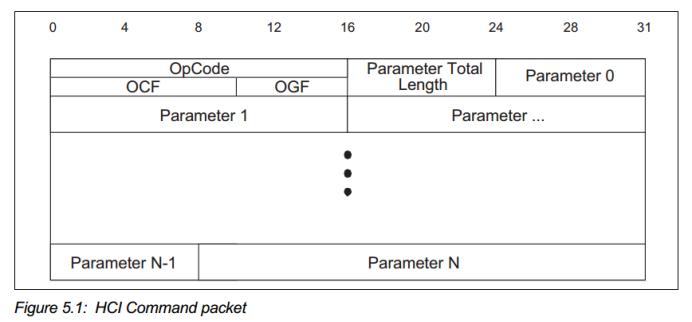 0 4 8 12 16 20 24 28 31
OpCode
OCF OGF
Parameter Total
Length
Parameter 0
Parameter 1 Parameter ...
Parameter N-1 Parameter N
Figure 5.1: HCI Command packet